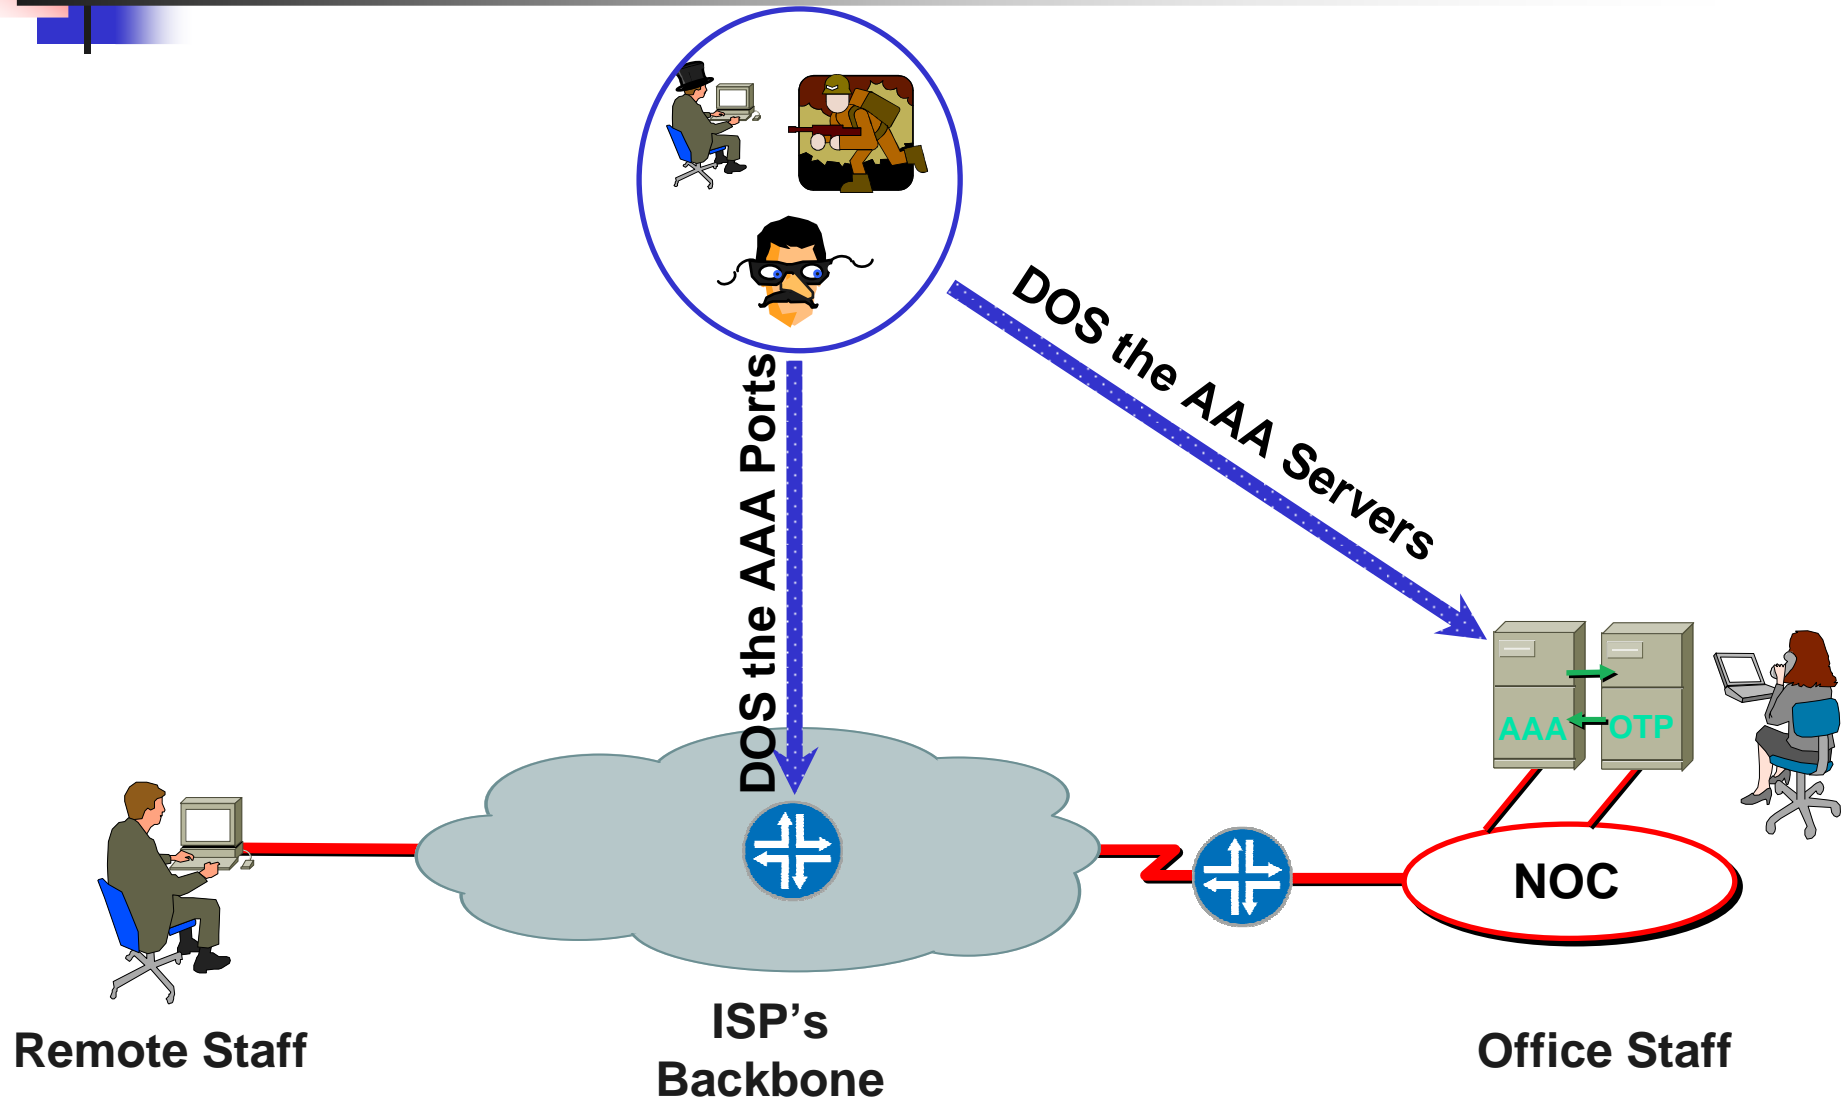 DOS the AAA Ports
DOS the AAA Servers
AAA
OTP
NOC
Remote Staff
ISP’s
Backbone
Office Staff